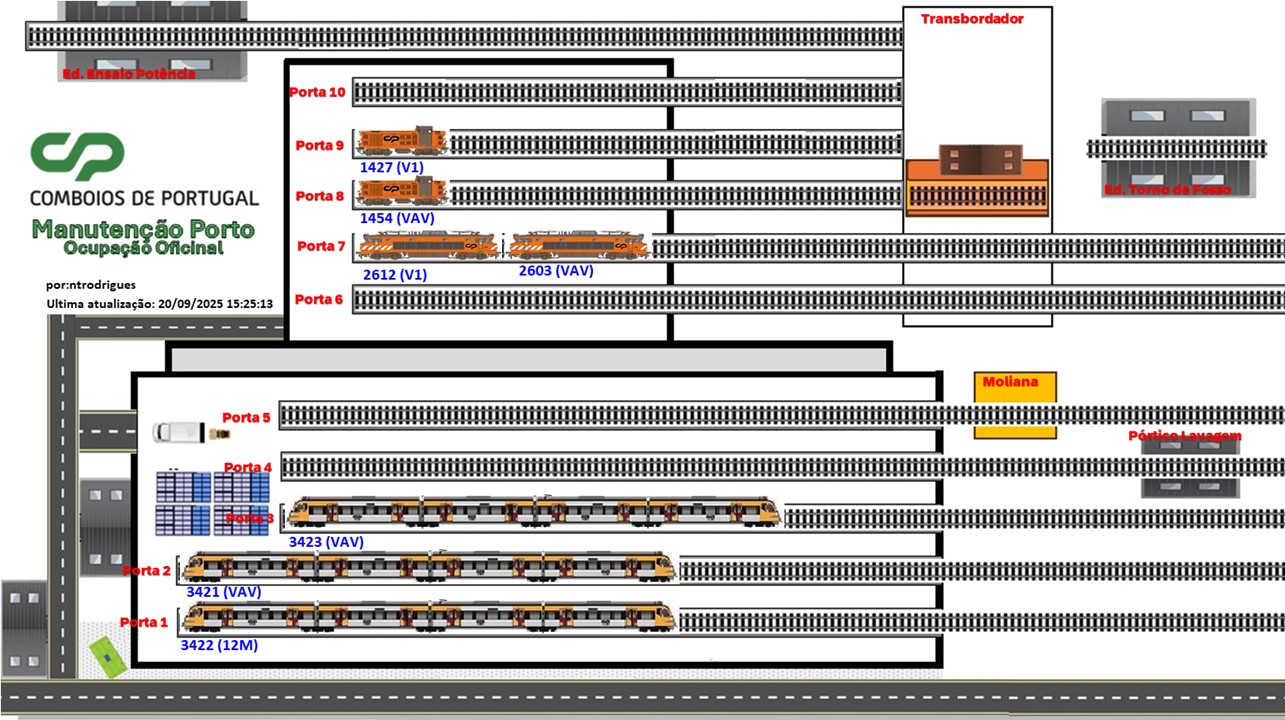 Transbordador
Ed. Ensaio Potência
Porta 10
Porta 9
1427 (V1)
CP
COMBOIOS DE PORTUGAL
Manutenção Porto
Ocupação Oficinal
Porta 8
1454 (VAV)
Ed. Torno de Fosso
Porta 7
2612 (V1)
2603 (VAV)
por:ntrodrigues
Ultima atualização: 20/09/2025 15:25:13
Porta 6
Moliana
Porta 5
Pórtico Lavagem
Porta 4
Porta 3
3423 (VAV)
Porta 2
3421 (VAV)
Porta 1
3422 (12M)